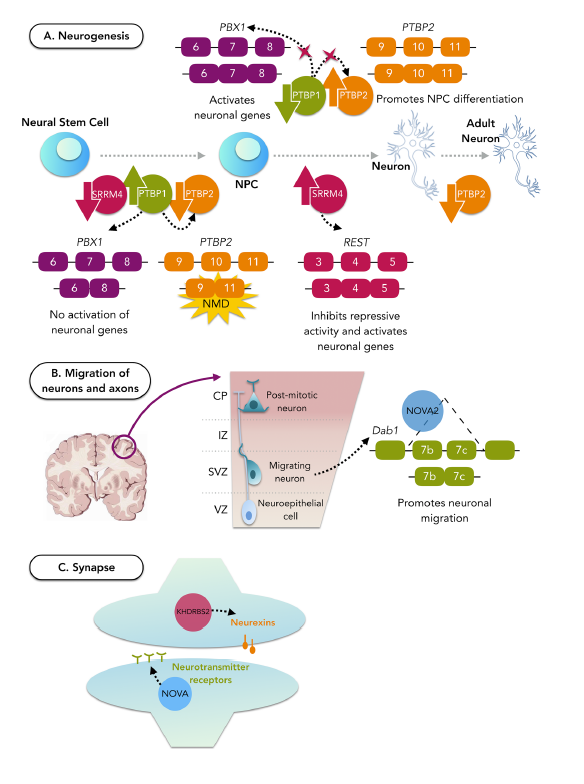 A. Neurogenesis
PBX1
6 7 8
6 7 8
PTBP2
9 10 11
9 10 11
Activates
neuronal genes
PTBP1
PTBP2
Promotes NPC differentiation
Neural Stem Cell
NPC
Neuron
Adult
Neuron
SRRM4
PTBP1
PTBP2
SRRM4
PTBP2
PBX1
6 7 8
6 8
No activation of
neuronal genes
PTBP2
9 10 11
9 11
NMD
REST
3 4 5
3 4 5
Inhibits repressive
activity and activates
neuronal genes
B. Migration of
neurons and axons
CP
IZ
SVZ
VZ
Post-mitotic
neuron
Migrating
neuron
Neuroepithelial
cell
NOVA2
Dab1
7b 7c
7b 7c
Promotes neuronal
migration
C. Synapse
KHDRBS2
Neurexins
Neurotransmitter
receptors
NOVA